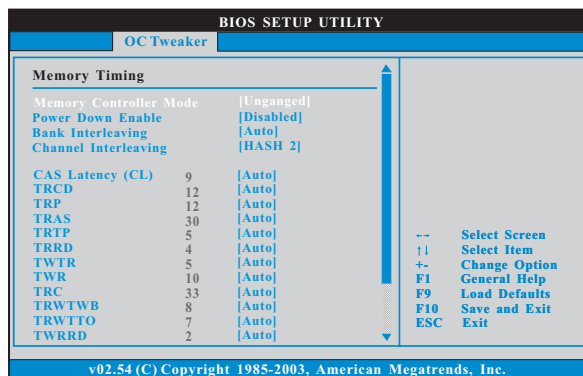 BIOS SETUP UTILITY
OC Tweaker
Memory Timing
Memory Controller Mode [Unganged]
Power Down Enable [Disabled]
Bank Interleaving [Auto]
Channel Interleaving [HASH 2]
CAS Latency (CL) 9 [Auto]
TRCD 12 [Auto]
TRP 12 [Auto]
TRAS 30 [Auto]
TRTP 5 [Auto]
TRRD 4 [Auto]
TWTR 5 [Auto]
TWR 10 [Auto]
TRC 33 [Auto]
TRWTWB 8 [Auto]
TRWTTO 7 [Auto]
TWRRD 2 [Auto]
←→ Select Screen
↑↓ Select Item
+- Change Option
F1 General Help
F9 Load Defaults
F10 Save and Exit
ESC Exit
v02.54 (C) Copyright 1985-2003, American Megatrends, Inc.